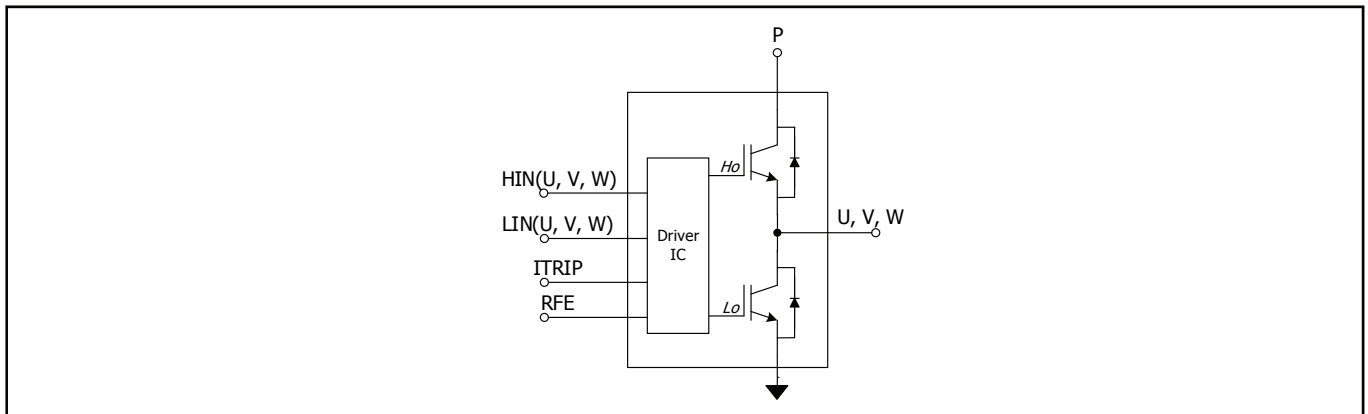 P
HIN(U, V, W)
Ho
LIN(U, V, W)
U, V, W
Driver
IC
ITRIP
RFE
Lo